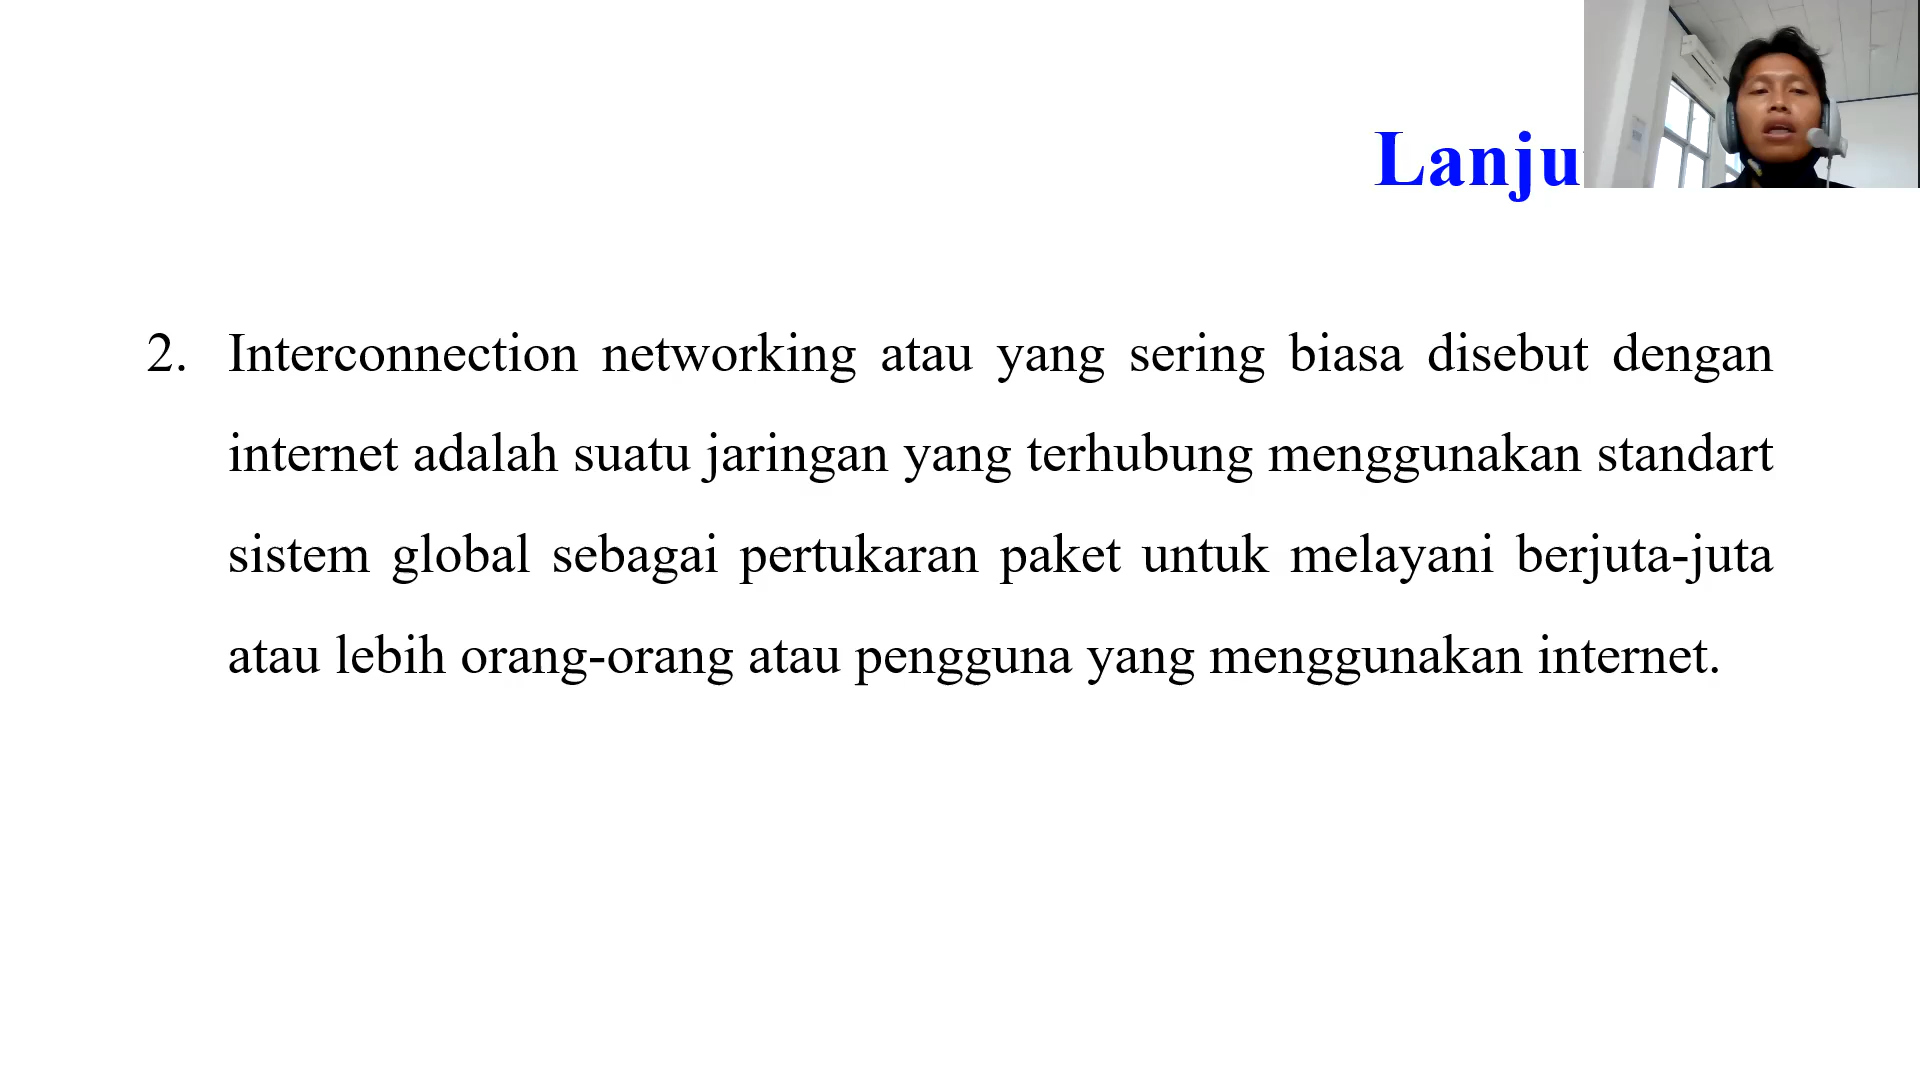 Lanju
2. Interconnection networking atau yang sering biasa disebut dengan
internet adalah suatu jaringan yang terhubung menggunakan standart
sistem global sebagai pertukaran paket untuk melayani berjuta-juta
atau lebih orang-orang atau pengguna yang menggunakan internet.